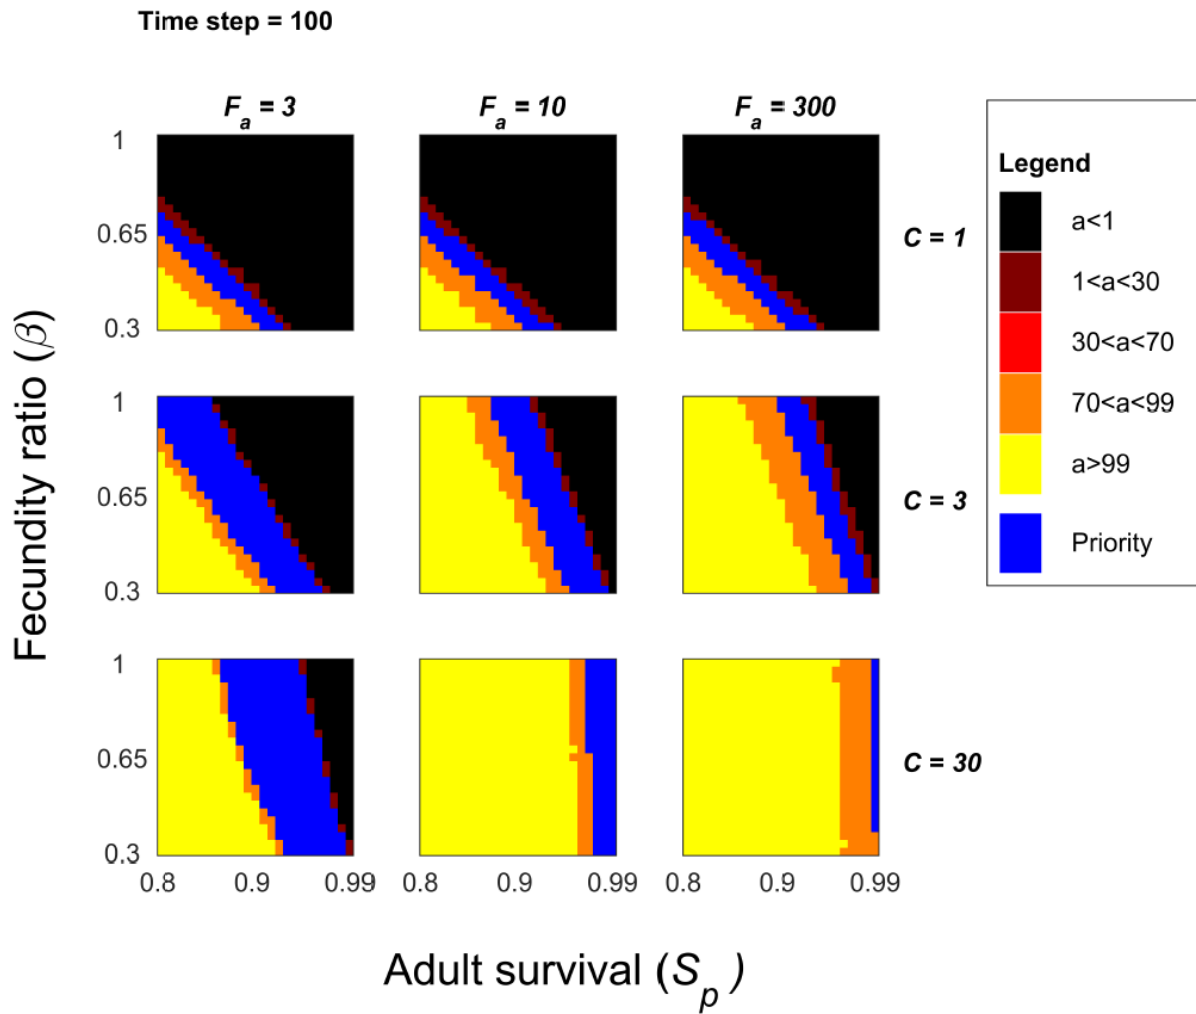 Time step = 100
F_a = 3
F_a = 10
F_a = 300
Legend
a<1
1<a<30
30<a<70
70<a<99
a>99
Priority
Fecundity ratio (β)
1
0.65
0.3
C = 1
1
0.65
0.3
C = 3
1
0.65
0.3
C = 30
0.8 0.9 0.99
0.8 0.9 0.99
0.8 0.9 0.99
Adult survival (S_p)